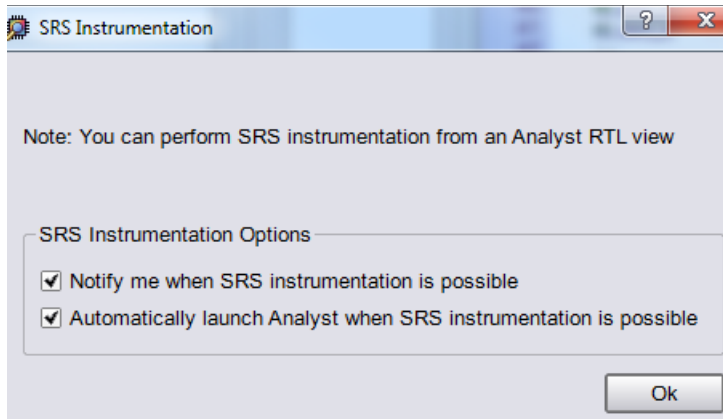 SRS Instrumentation
?
X
Note: You can perform SRS instrumentation from an Analyst RTL view
SRS Instrumentation Options
Notify me when SRS instrumentation is possible
Automatically launch Analyst when SRS instrumentation is possible
Ok